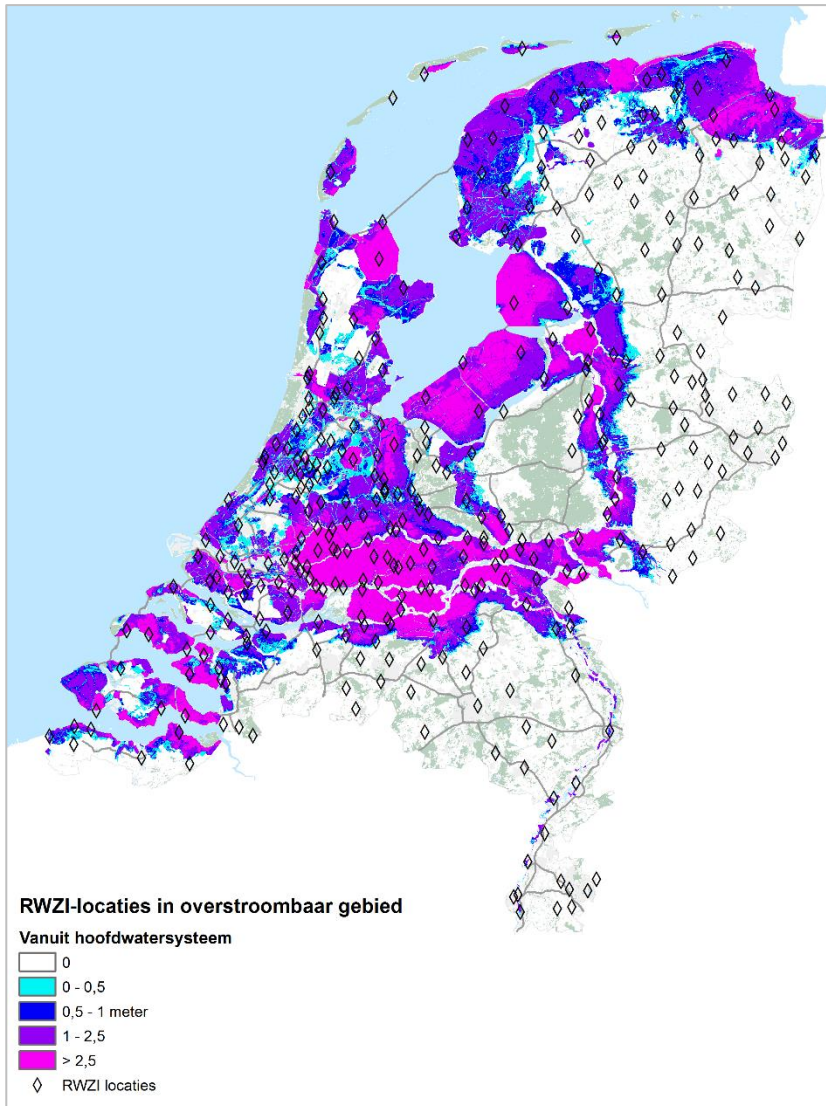 RWZI-locaties in overstroombaar gebied
Vanuit hoofdwatersysteem
0
0 - 0,5
0,5 - 1 meter
1 - 2,5
> 2,5
RWZI locaties